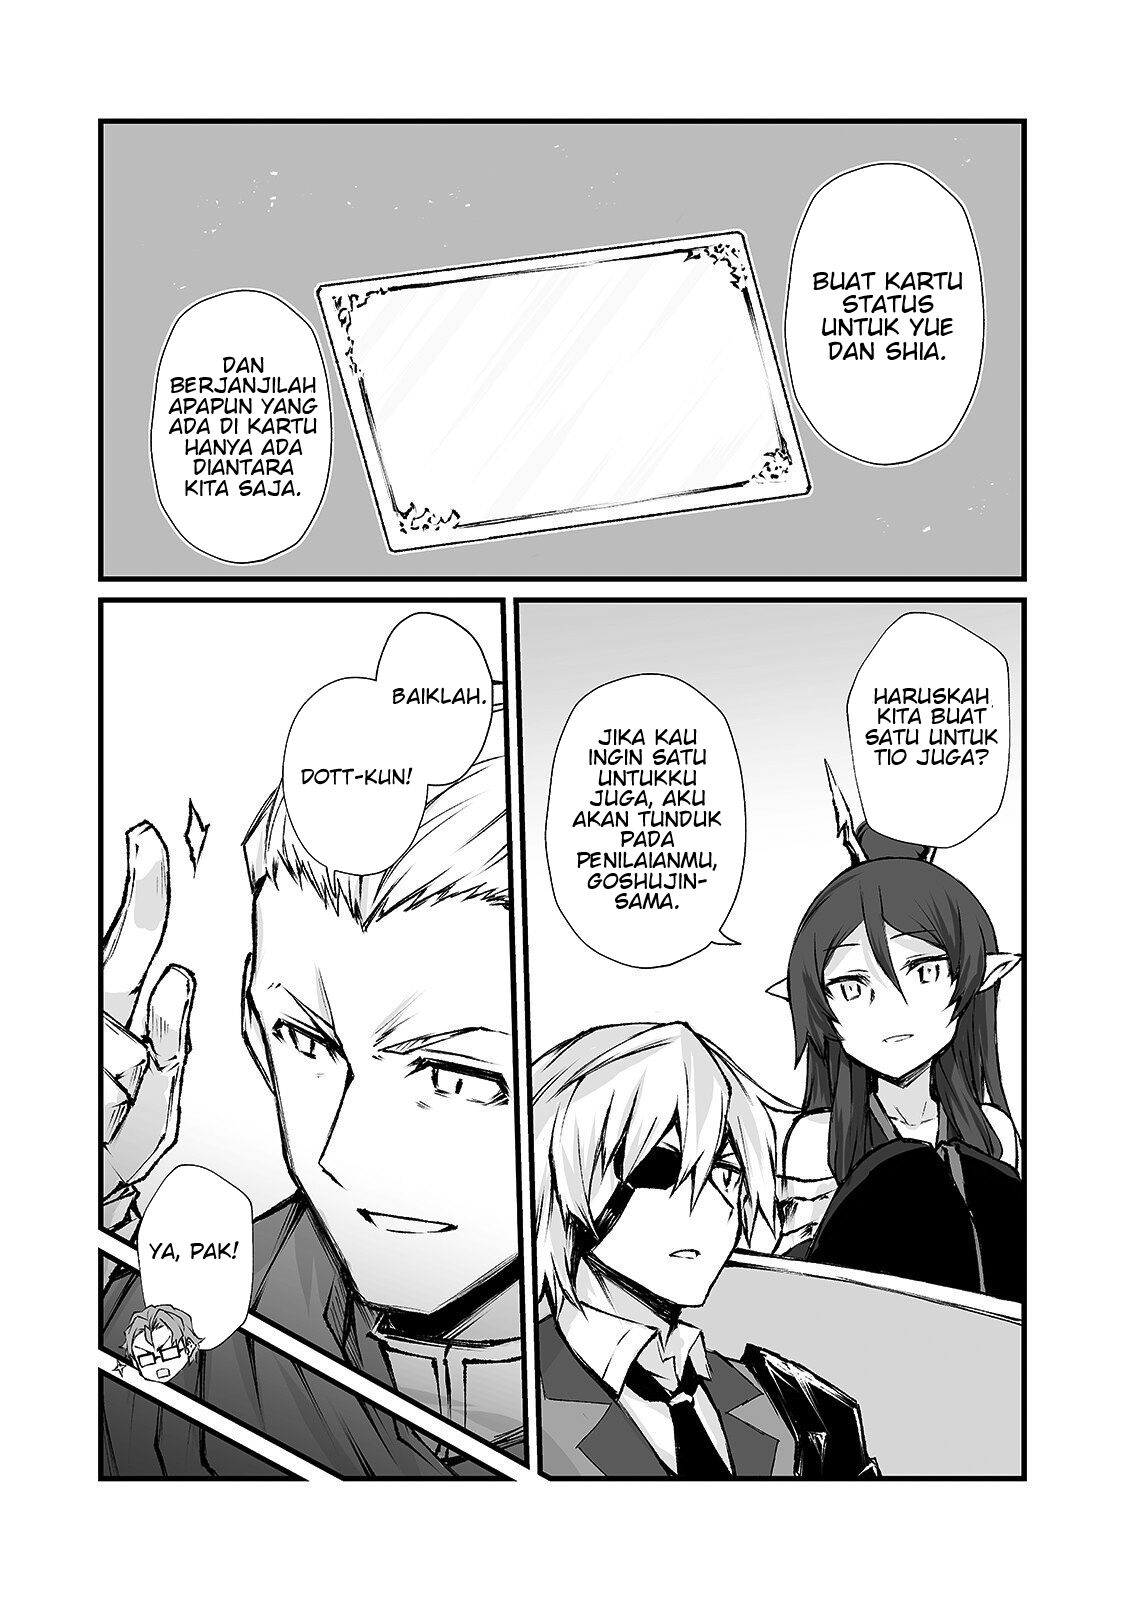 BUAT KARTU
STATUS
UNTUK YUE
DAN SHIA.
DAN
BERJANJILAH
APAPUN YANG
ADA DI KARTU
HANYA ADA
DIANTARA
KITA SAJA.
HARUSKAH
KITA BUAT
SATU UNTUK
TIO JUGA?
JIKA KAU
INGIN SATU
UNTUKKU
JUGA, AKU
AKAN TUNDUK
PADA
PENILAIANMU,
GOSHUJIN-
SAMA.
BAIKLAH.
DOTT-KUN!
YA, PAK!